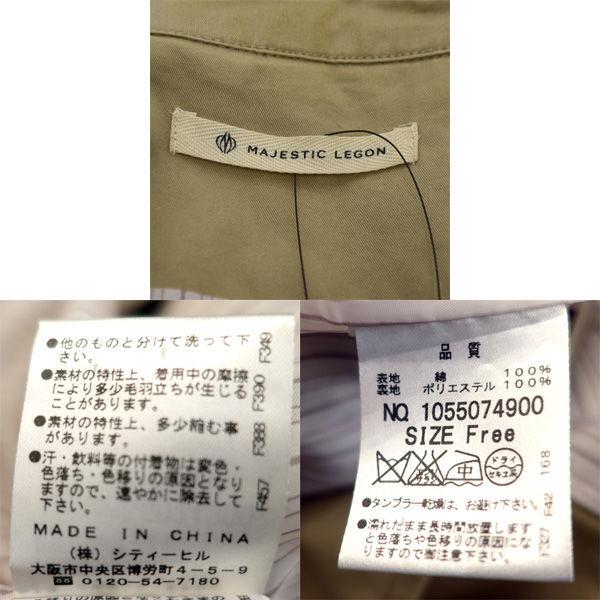 MAJESTIC LEGON
●他のものと分けて洗って下
さい。 F349
●素材の特性上、着用中の摩擦
により多少毛羽立ちが生じる
ことがあります。 F390
●素材の特性上、多少縮む事
があります。 F388
●汗・飲料等の付着物は変色、
色落ち・色移りの原因となり
ますので、速やかに除去して
下さい。 F457
MADE IN CHINA
(株) シティーヒル
大阪市中央区博労町4-5-9
0120-54-7180
品質
表地 綿 100%
裏地 ポリエステル 100%
NO 1055074900
SIZE Free
中
ドライ
セキユ系
168
●タンブラー乾燥は、お避け下さい。 F42
●濡れたまま長時間放置します
と色落ちや色移りの原因にな
りますので御注意下さい。 F327